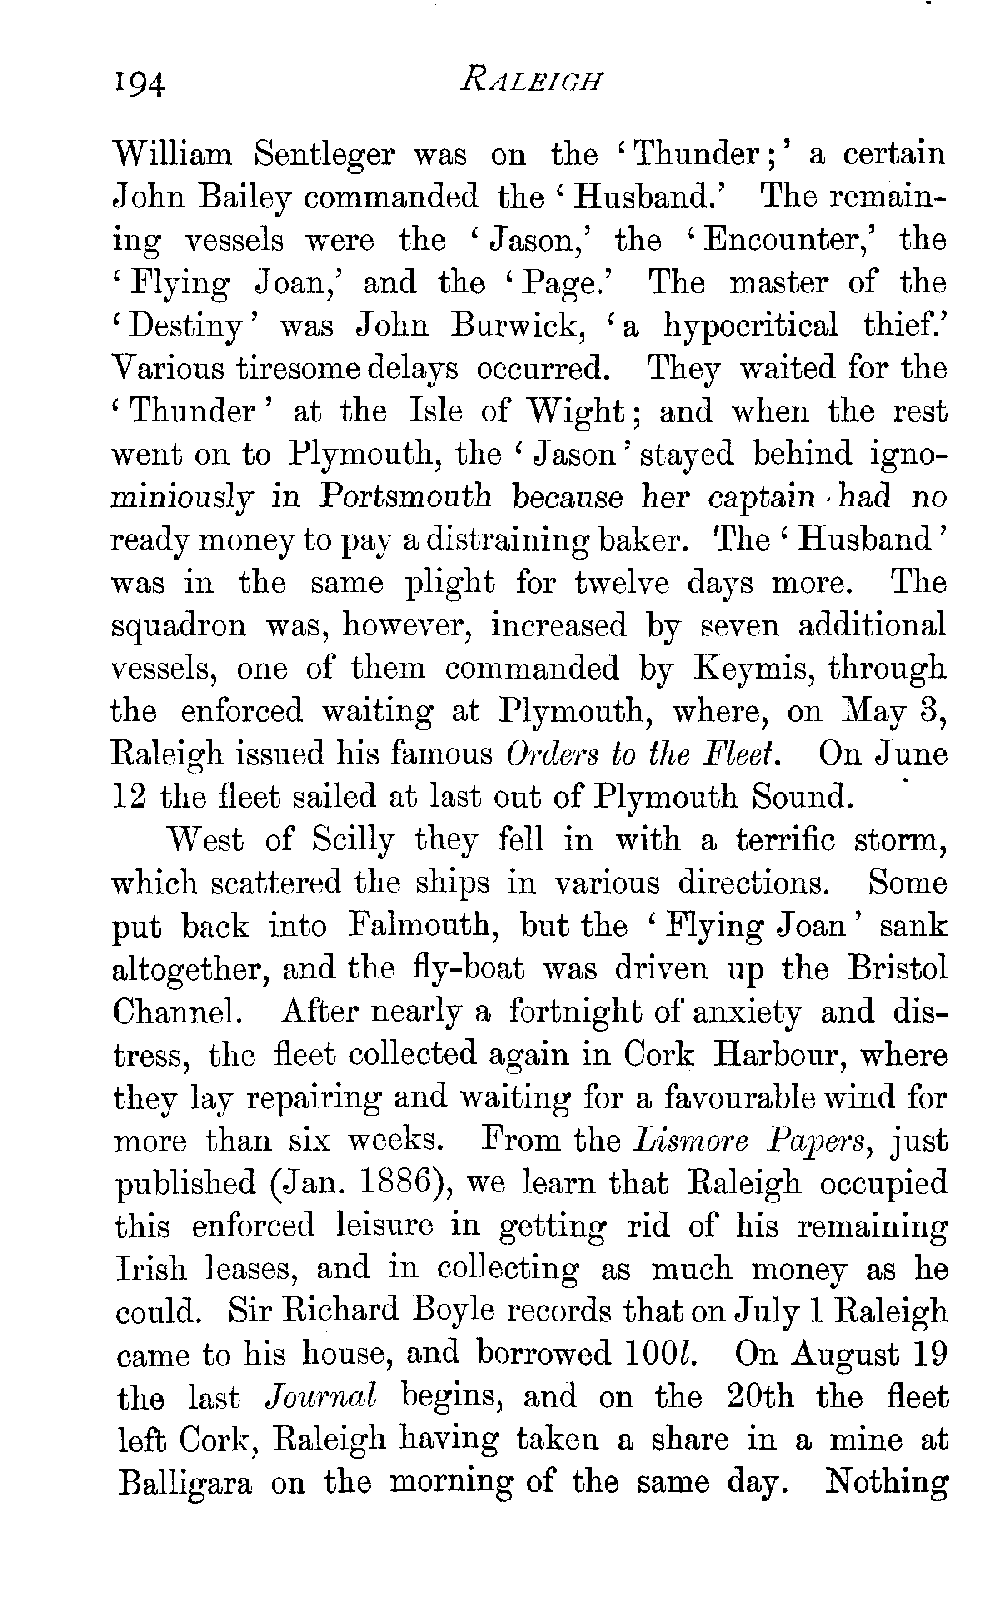 194 RALEIGH
William Sentleger was on the ‘Thunder;’ a certain
John Bailey commanded the ‘Husband.’ The remain-
ing vessels were the ‘Jason,’ the ‘Encounter,’ the
‘Flying Joan,’ and the ‘Page.’ The master of the
‘Destiny’ was John Burwick, ‘a hypocritical thief.’
Various tiresome delays occurred. They waited for the
‘Thunder’ at the Isle of Wight; and when the rest
went on to Plymouth, the ‘Jason’ stayed behind igno-
miniously in Portsmouth because her captain had no
ready money to pay a distraining baker. The ‘Husband’
was in the same plight for twelve days more. The
squadron was, however, increased by seven additional
vessels, one of them commanded by Keymis, through
the enforced waiting at Plymouth, where, on May 3,
Raleigh issued his famous Orders to the Fleet. On June
12 the fleet sailed at last out of Plymouth Sound.
West of Scilly they fell in with a terrific storm,
which scattered the ships in various directions. Some
put back into Falmouth, but the ‘Flying Joan’ sank
altogether, and the fly-boat was driven up the Bristol
Channel. After nearly a fortnight of anxiety and dis-
tress, the fleet collected again in Cork Harbour, where
they lay repairing and waiting for a favourable wind for
more than six weeks. From the Lismore Papers, just
published (Jan. 1886), we learn that Raleigh occupied
this enforced leisure in getting rid of his remaining
Irish leases, and in collecting as much money as he
could. Sir Richard Boyle records that on July 1 Raleigh
came to his house, and borrowed 100l. On August 19
the last Journal begins, and on the 20th the fleet
left Cork, Raleigh having taken a share in a mine at
Balligara on the morning of the same day. Nothing